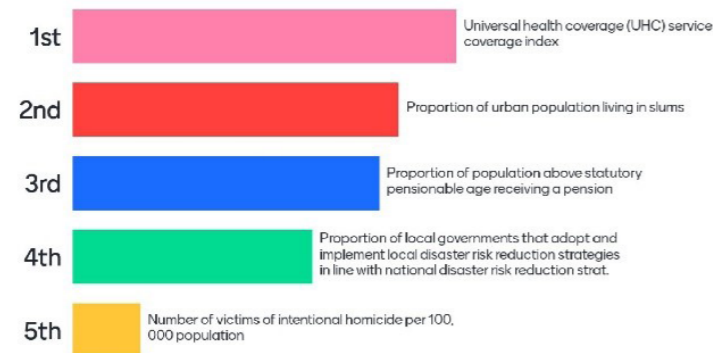 1st
Universal health coverage (UHC) service
coverage index
2nd
Proportion of urban population living in slums
3rd
Proportion of population above statutory
pensionable age receiving a pension
4th
Proportion of local governments that adopt and
implement local disaster risk reduction strategies
in line with national disaster risk reduction strat.
5th
Number of victims of intentional homicide per 100,
000 population